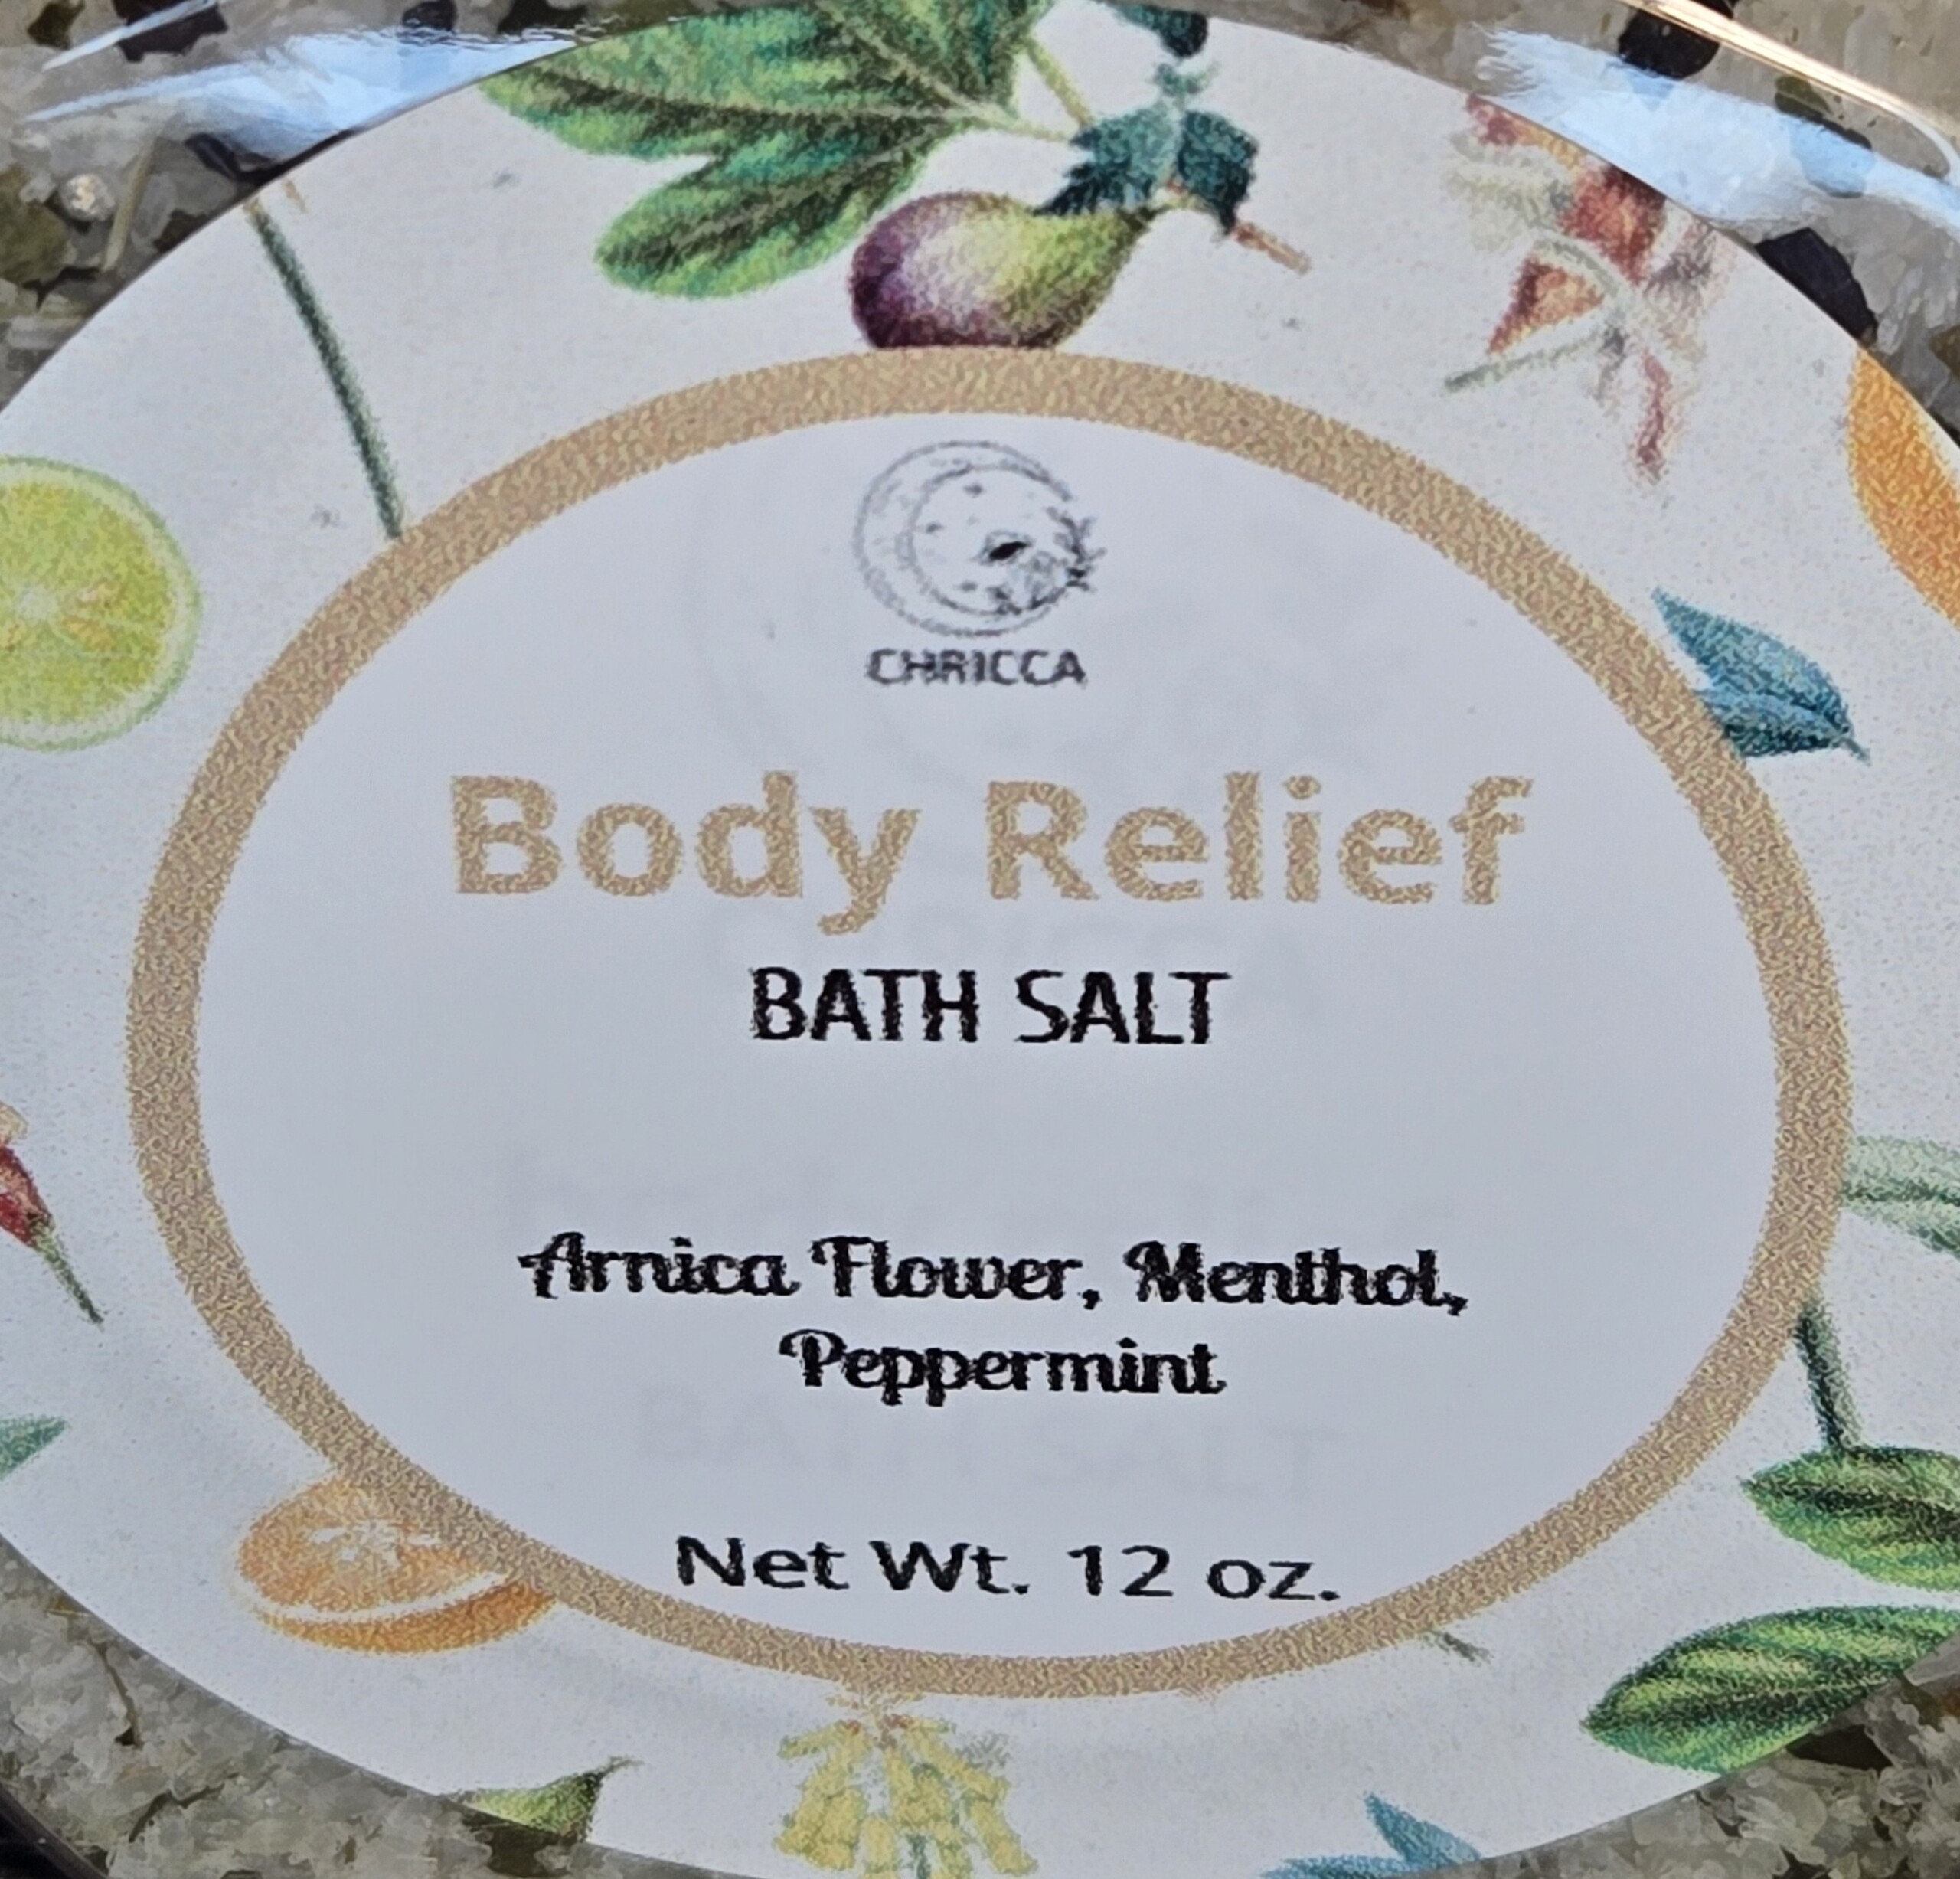 CHRICCA
Body Relief
BATH SALT
Arnica Flower, Menthol,
Peppermint
Net Wt. 12 oz.